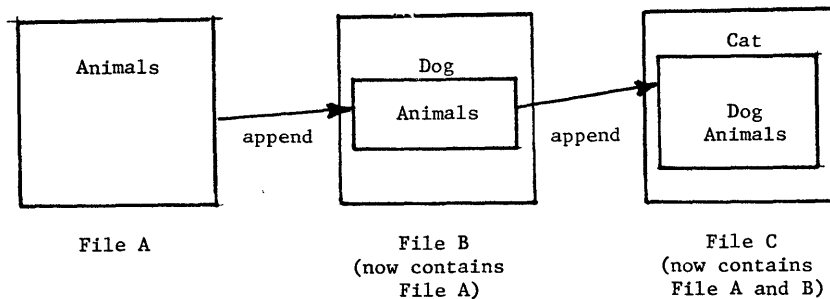 Animals
append
Dog
Animals
append
Cat
Dog
Animals
File A
File B
(now contains
File A)
File C
(now contains
File A and B)